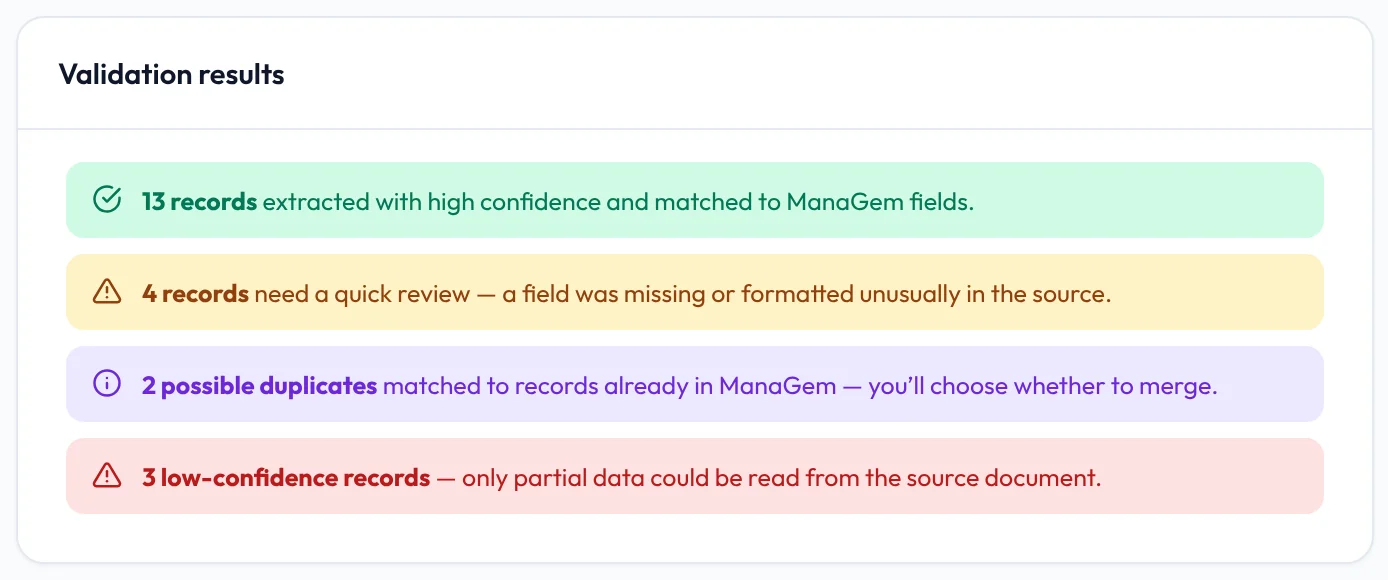 Validation results
13 records extracted with high confidence and matched to ManaGem fields.
4 records need a quick review — a field was missing or formatted unusually in the source.
2 possible duplicates matched to records already in ManaGem — you’ll choose whether to merge.
3 low-confidence records — only partial data could be read from the source document.